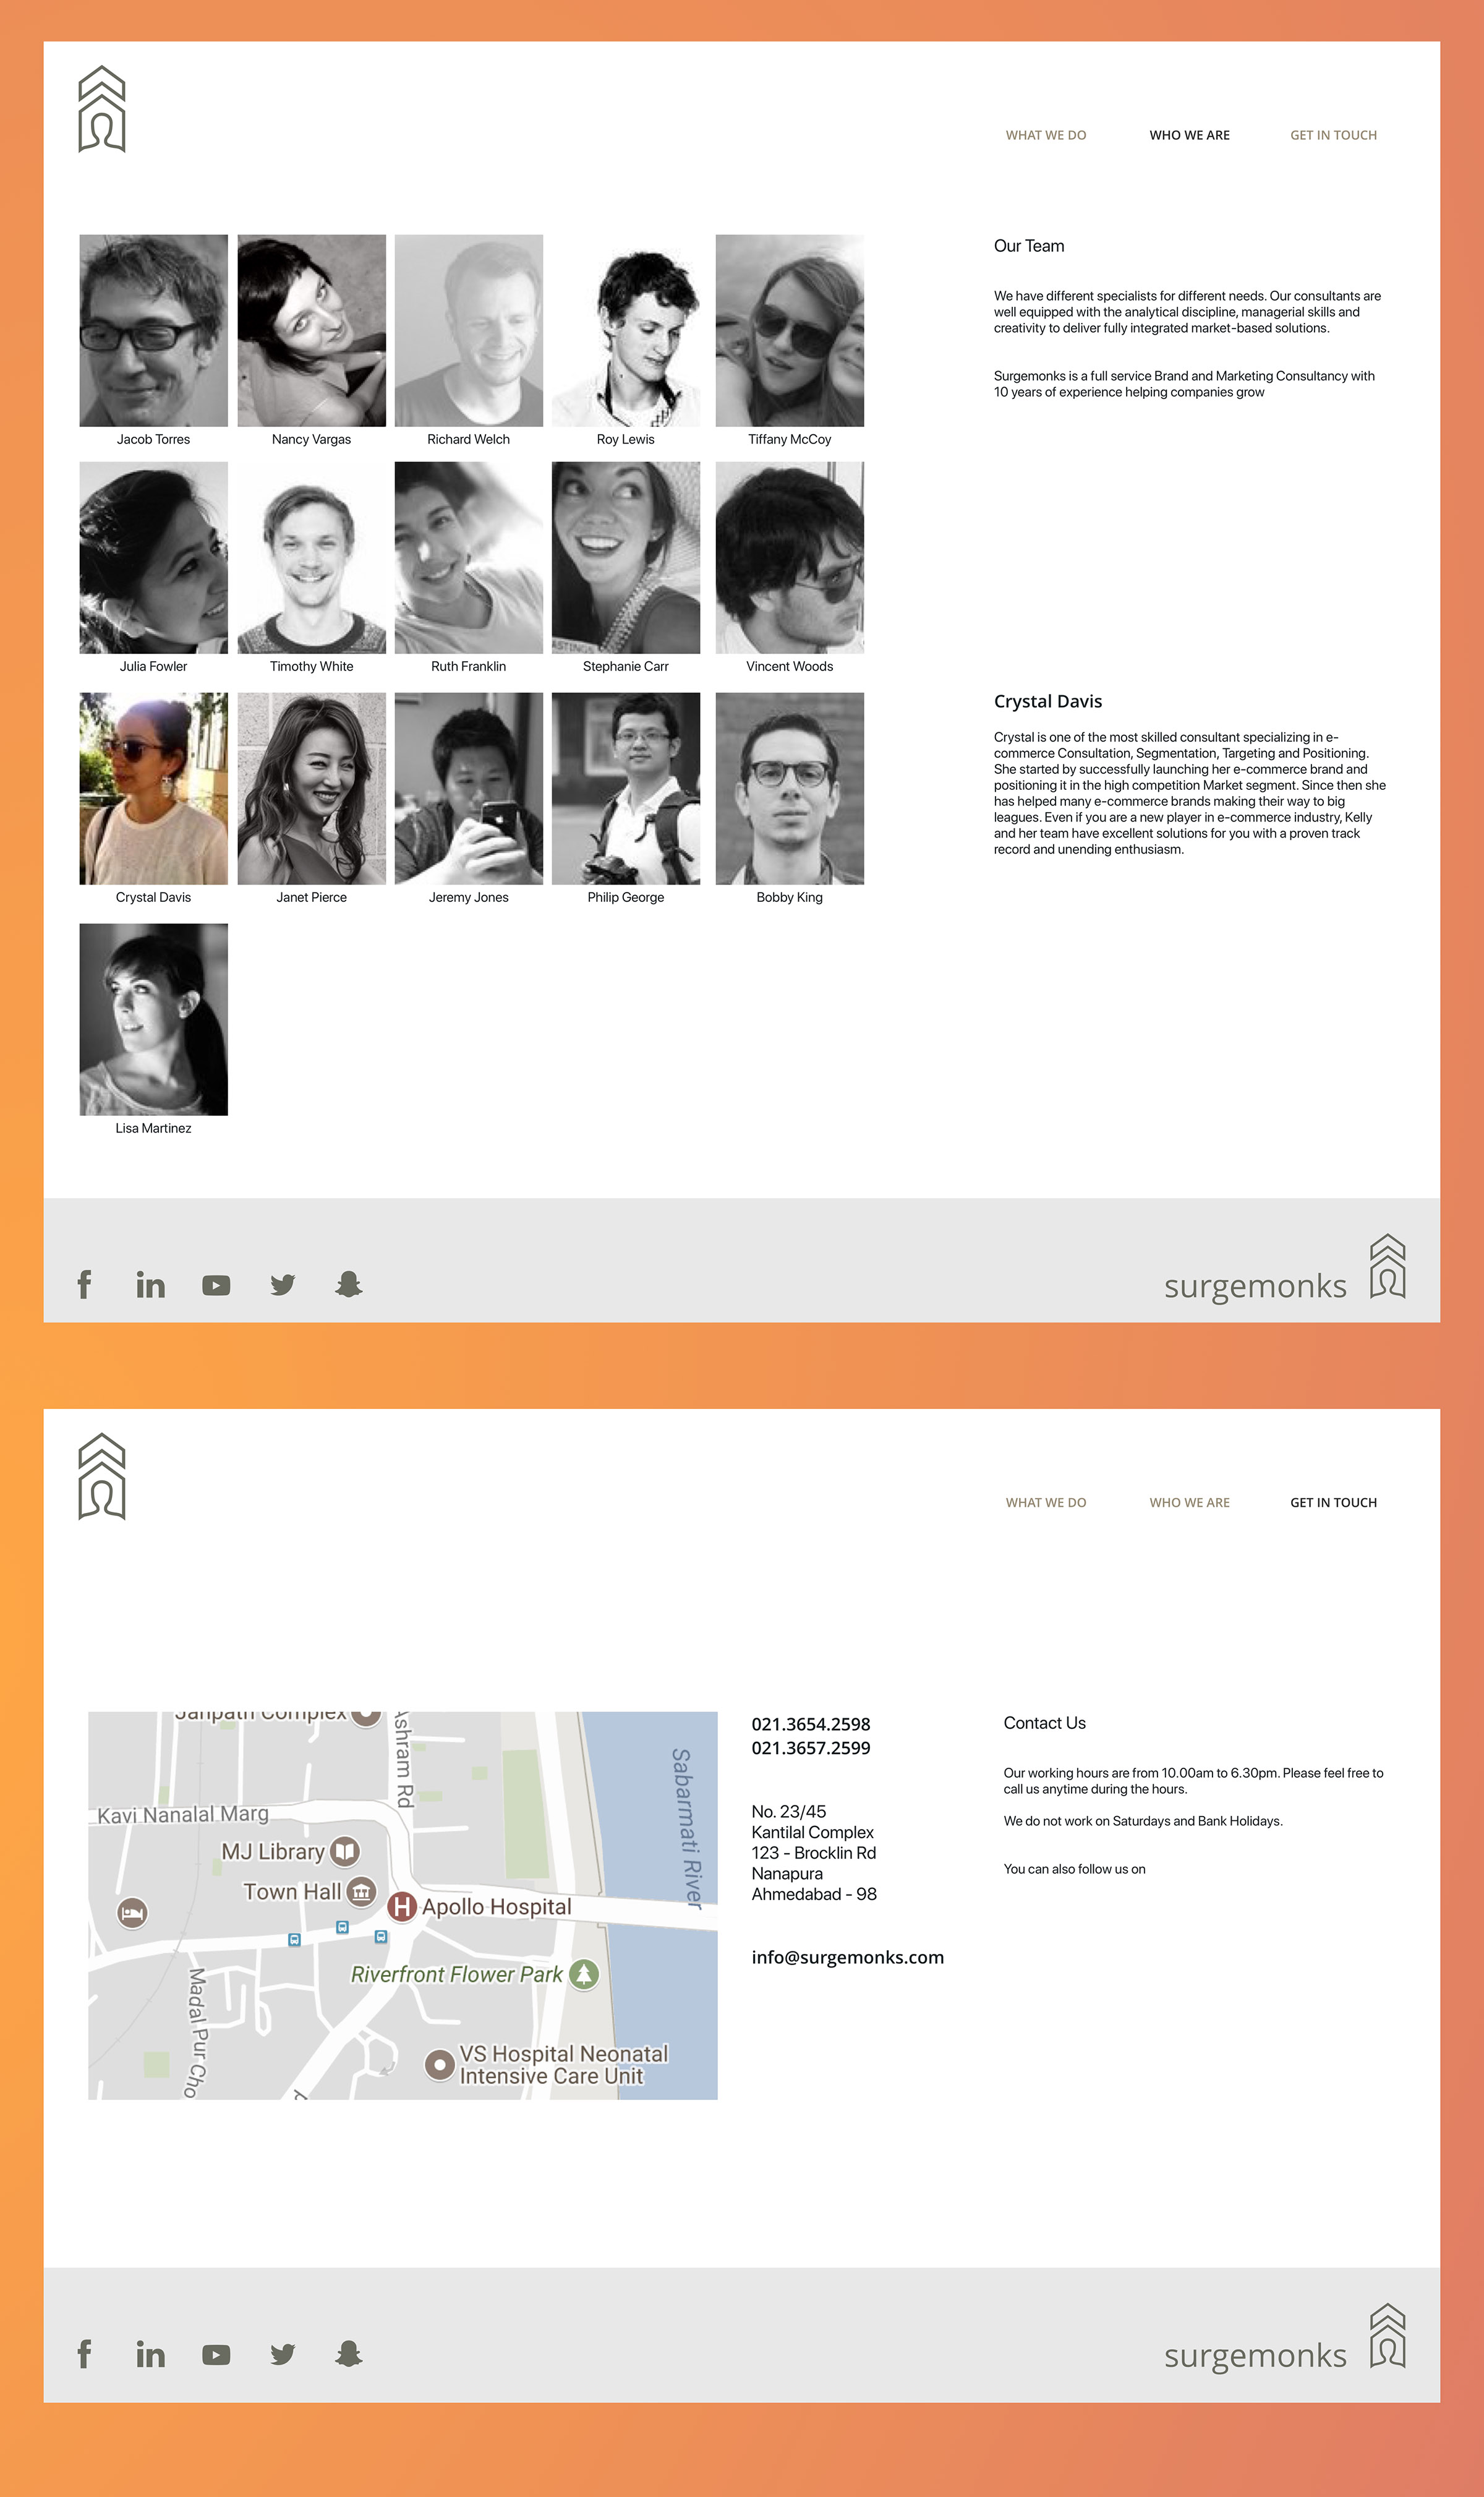 WHAT WE DO WHO WE ARE GET IN TOUCH
Our Team
We have different specialists for different needs. Our consultants are
well equipped with the analytical discipline, managerial skills and
creativity to deliver fully integrated market-based solutions.
Surgemonks is a full service Brand and Marketing Consultancy with
10 years of experience helping companies grow
Jacob Torres Nancy Vargas Richard Welch Roy Lewis Tiffany McCoy
Julia Fowler Timothy White Ruth Franklin Stephanie Carr Vincent Woods
Crystal Davis Janet Pierce Jeremy Jones Philip George Bobby King
Lisa Martinez
Crystal Davis
Crystal is one of the most skilled consultant specializing in e-
commerce Consultation, Segmentation, Targeting and Positioning.
She started by successfully launching her e-commerce brand and
positioning it in the high competition Market segment. Since then she
has helped many e-commerce brands making their way to big
leagues. Even if you are a new player in e-commerce industry, Kelly
and her team have excellent solutions for you with a proven track
record and unending enthusiasm.
surgemonks
WHAT WE DO WHO WE ARE GET IN TOUCH
Janpath Complex
Ashram Rd
Sabarmati River
Kavi Nanalal Marg
MJ Library
Town Hall
H Apollo Hospital
Riverfront Flower Park
Madal Pur Cho
VS Hospital Neonatal
Intensive Care Unit
021.3654.2598
021.3657.2599
No. 23/45
Kantilal Complex
123 - Brocklin Rd
Nanapura
Ahmedabad - 98
info@surgemonks.com
Contact Us
Our working hours are from 10.00am to 6.30pm. Please feel free to
call us anytime during the hours.
We do not work on Saturdays and Bank Holidays.
You can also follow us on
surgemonks